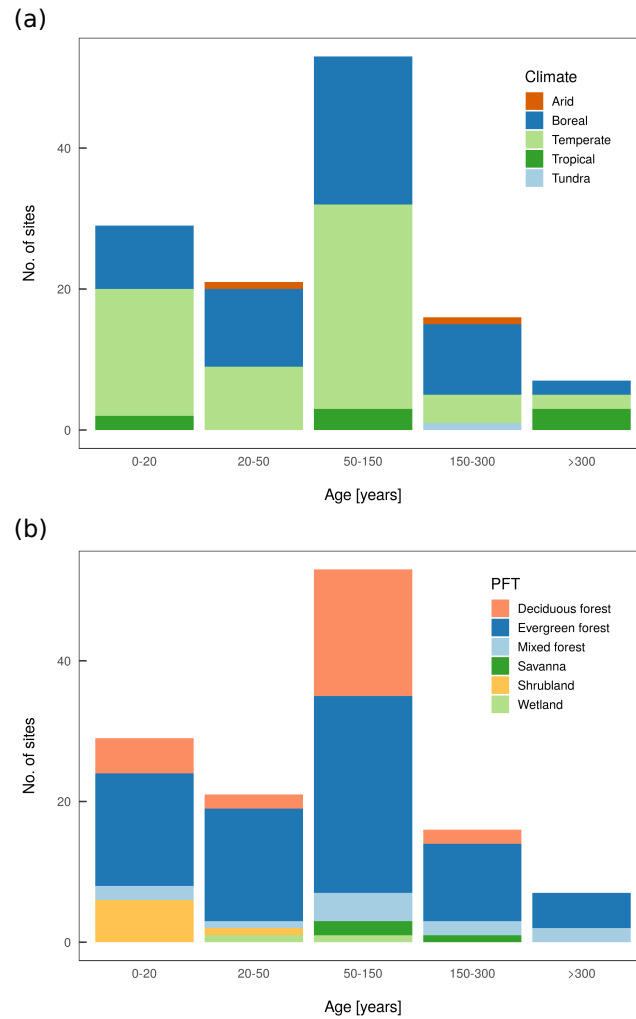 (a)
Climate
Arid
Boreal
Temperate
Tropical
Tundra
No. of sites
40
20
0
0-20
20-50
50-150
150-300
>300
Age [years]
(b)
PFT
Deciduous forest
Evergreen forest
Mixed forest
Savanna
Shrubland
Wetland
No. of sites
40
20
0
0-20
20-50
50-150
150-300
>300
Age [years]